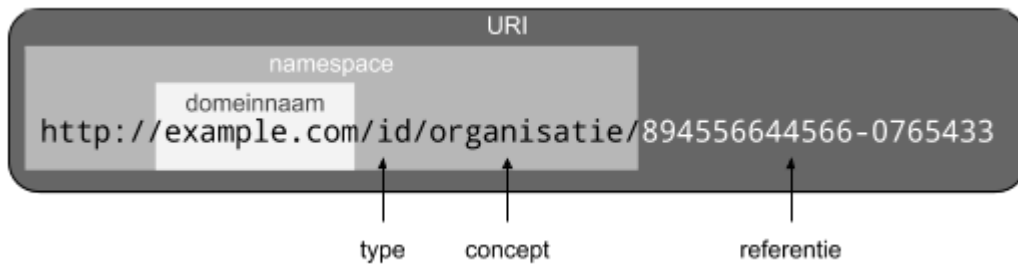 URI
namespace
domeinnaam
http://example.com/id/organisatie/894556644566-0765433
type concept referentie